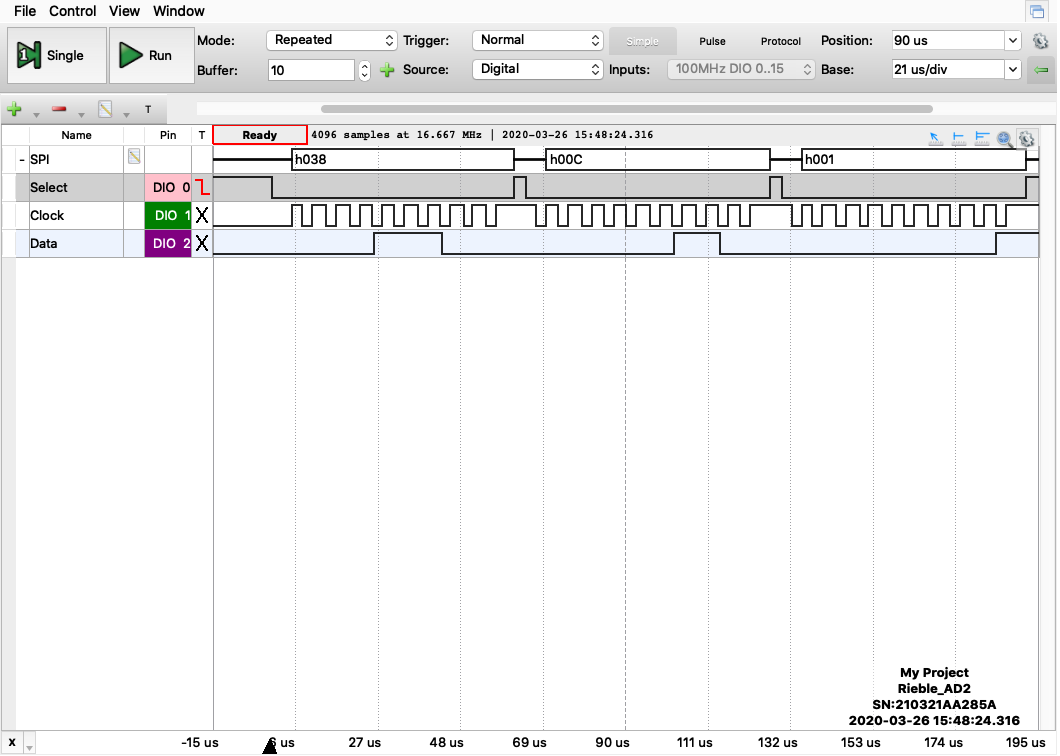 File Control View Window
Single Run Mode: Repeated Trigger: Normal Simple Pulse Protocol Position: 90 us
Buffer: 10 Source: Digital Inputs: 100MHz DIO 0..15 Base: 21 us/div
T
Name Pin T Ready 4096 samples at 16.667 MHz | 2020-03-26 15:48:24.316
- SPI h038 h00C h001
Select DIO 0
Clock DIO 1 X
Data DIO 2 X
My Project
Rieble_AD2
SN:210321AA285A
2020-03-26 15:48:24.316
X -15 us 6 us 27 us 48 us 69 us 90 us 111 us 132 us 153 us 174 us 195 us